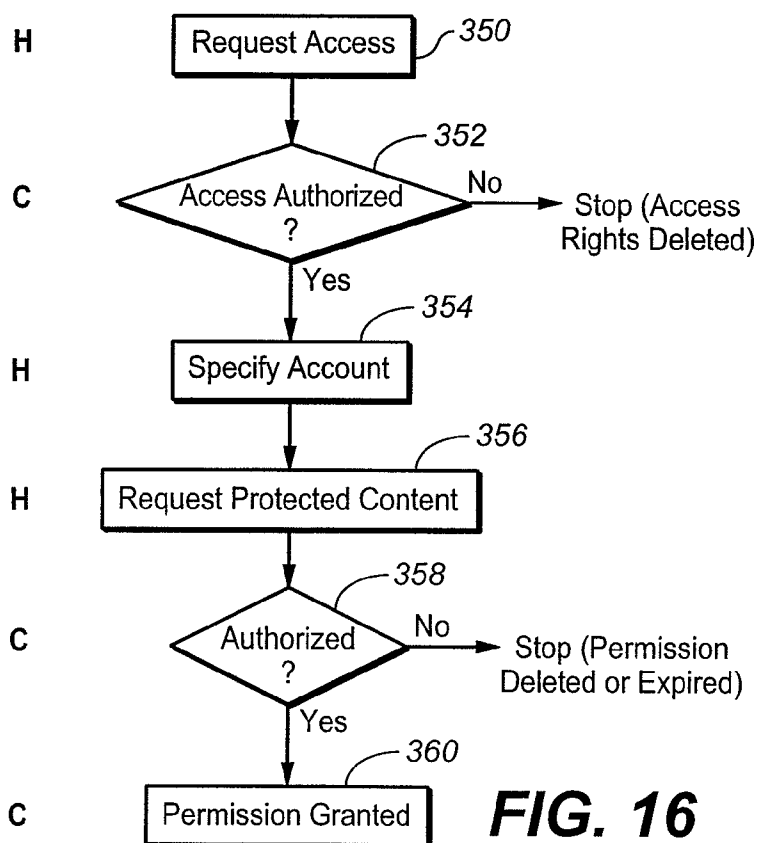 H
Request Access
350
352
C
Access Authorized
?
No
Stop (Access
Rights Deleted)
Yes
354
H
Specify Account
356
H
Request Protected Content
358
C
Authorized
?
No
Stop (Permission
Deleted or Expired)
Yes
360
C
Permission Granted
FIG. 16